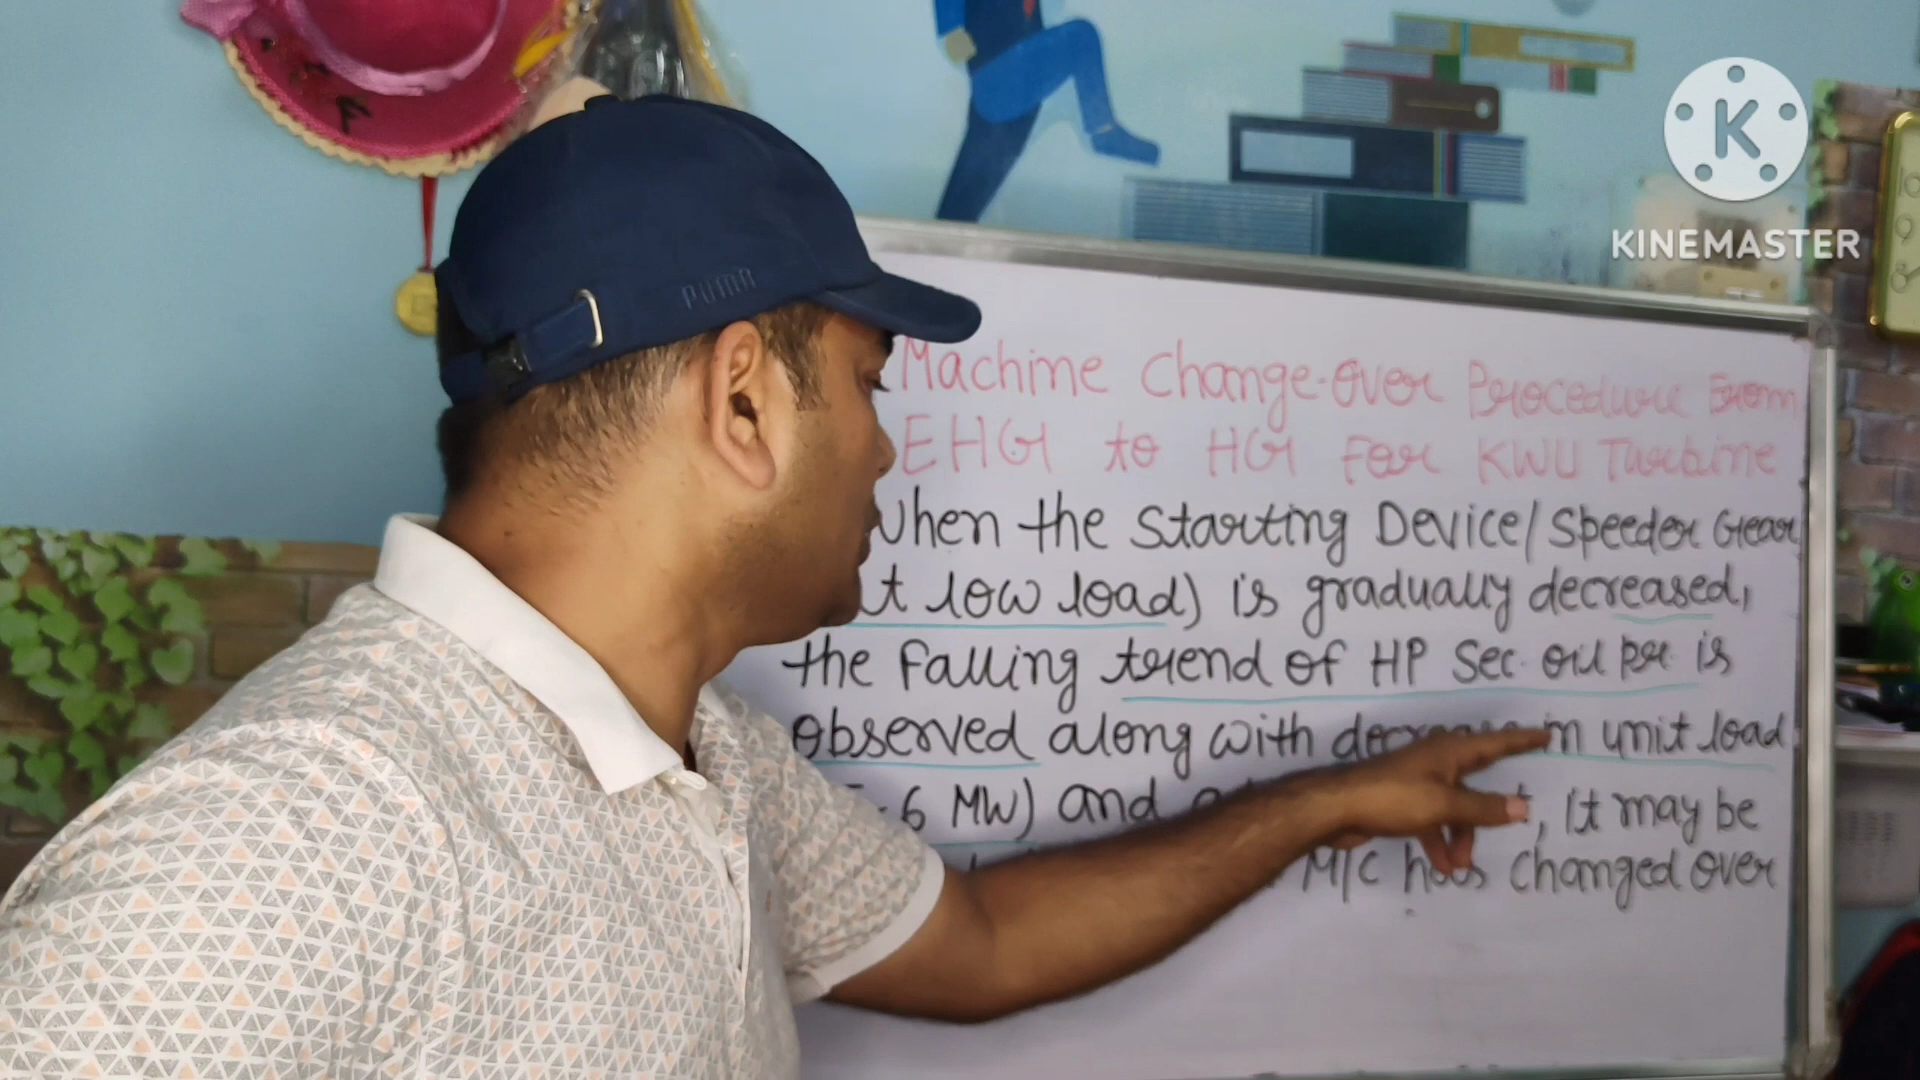 K
KINEMASTER
PUMA
Machine Change-Over Procedure From
EHG to HG For KWU Turbine
When the Starting Device/Speeder Gear
low load) is gradually decreased,
the Falling trend of HP Sec. oil pr. is
observed along with in unit load
6 MW) and , It may be
M/C has changed over